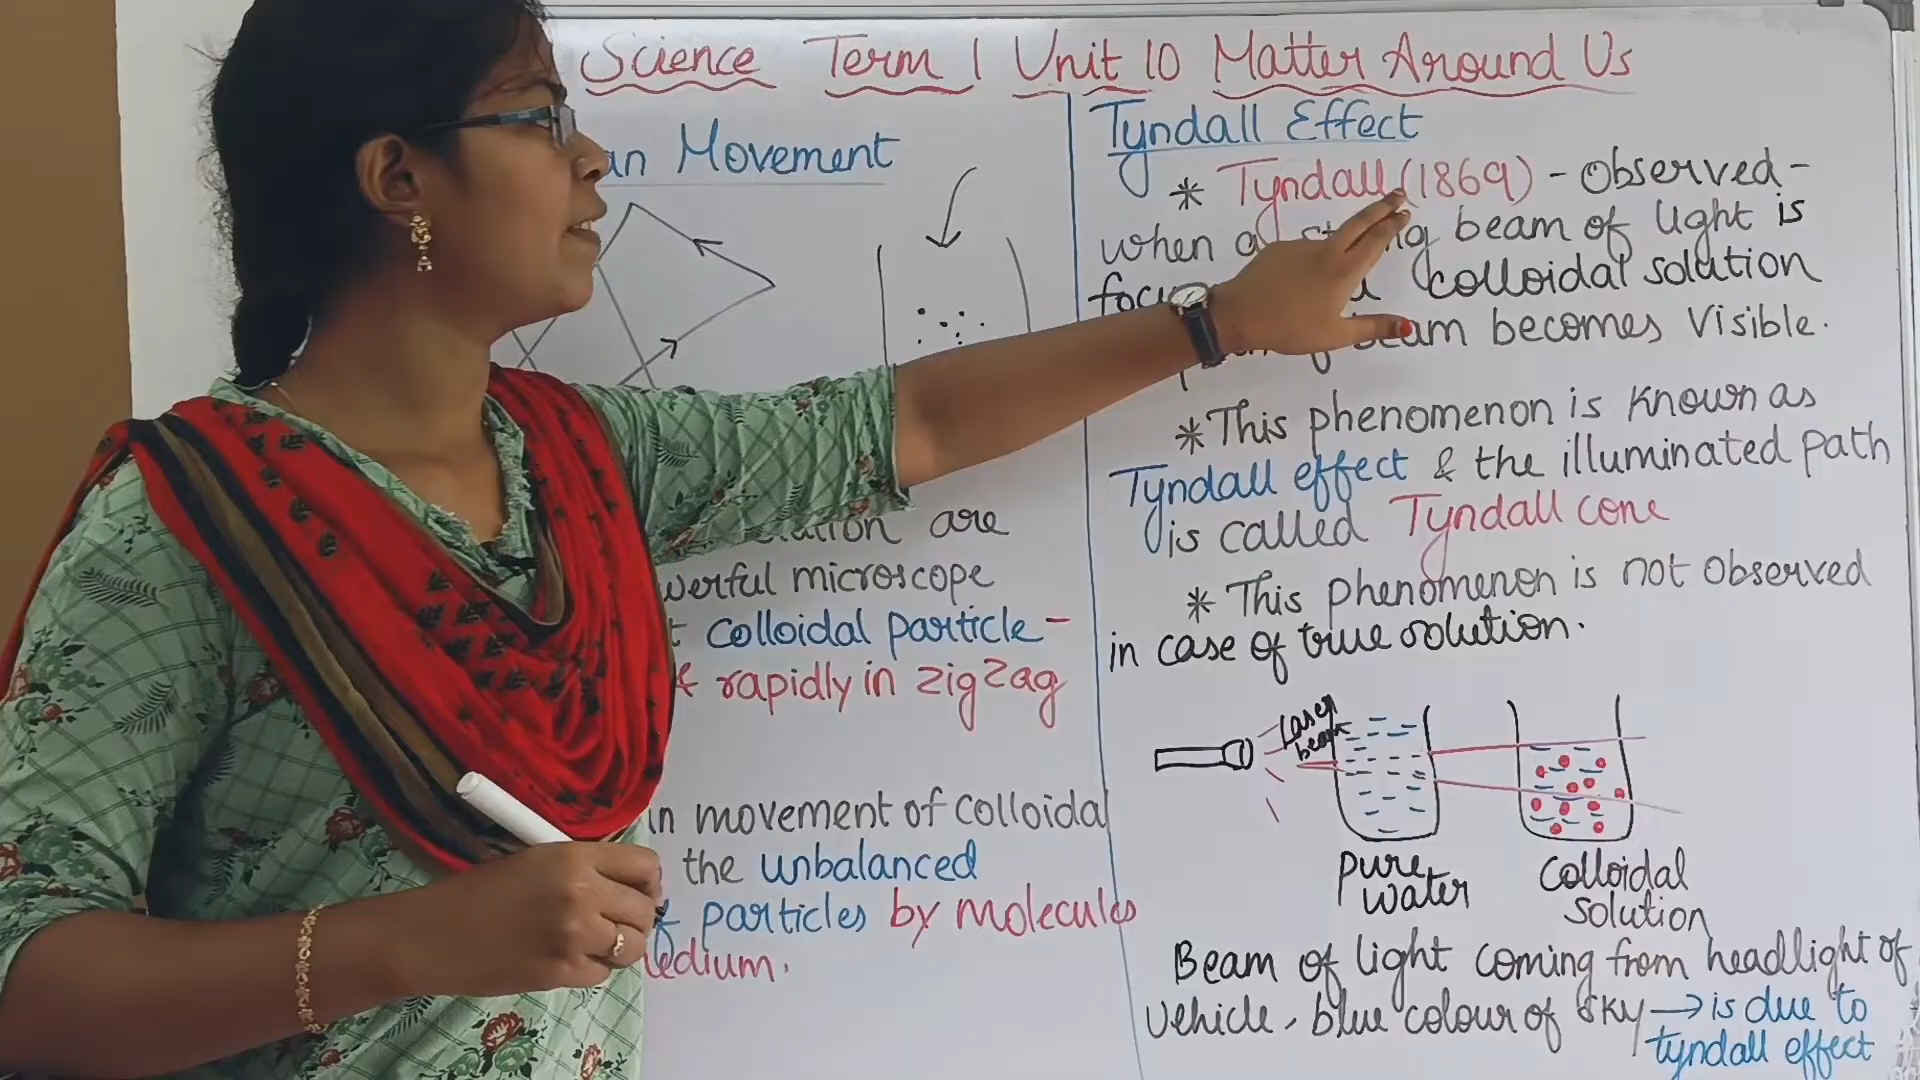 Science Term 1 Unit 10 Matter Around Us
an Movement
are
werful microscope
colloidal particle-
rapidly in zigzag
in movement of colloidal
the unbalanced
particles by molecules
edium.
Tyndall Effect
* Tyndall (1869) - Observed-
when a beam of light is
colloidal solution
beam becomes visible.
* This phenomenon is known as
Tyndall effect & the illuminated path
is called Tyndall cone
* This phenomenon is not observed
in case of true solution.
Laser
beam
pure
water
Colloidal
solution
Beam of light coming from headlight of
vehicle, blue colour of sky → is due to
tyndall effect